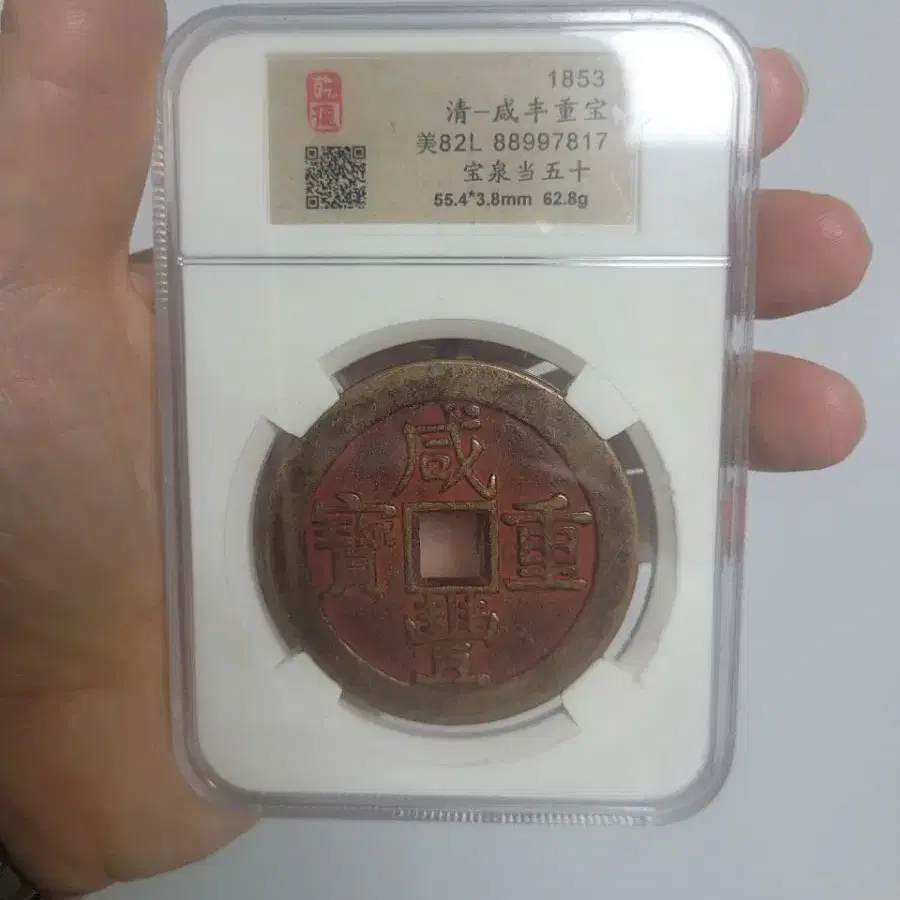 1853
清-咸丰重宝
美82L 88997817
宝泉当五十
55.4*3.8mm 62.8g
咸
寶 重
豐